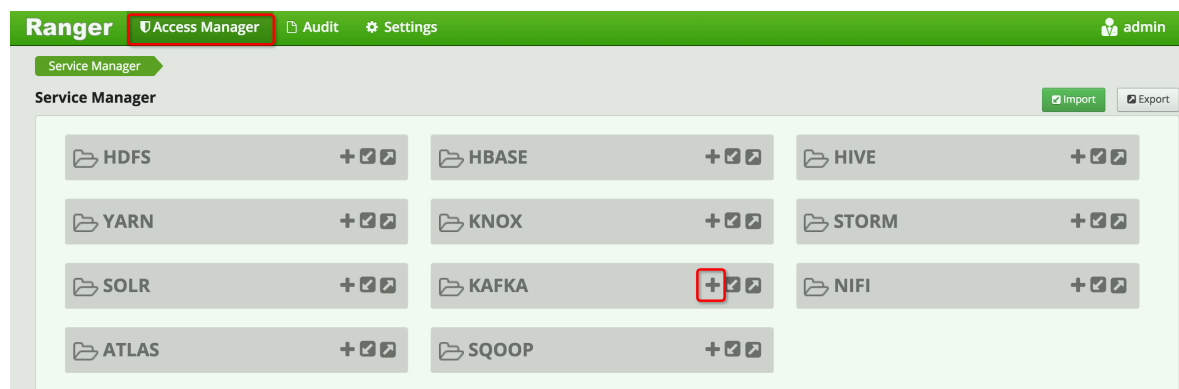 Ranger Access Manager Audit Settings admin
Service Manager
Service Manager Import Export
HDFS HBASE HIVE
YARN KNOX STORM
SOLR KAFKA NIFI
ATLAS SQOOP